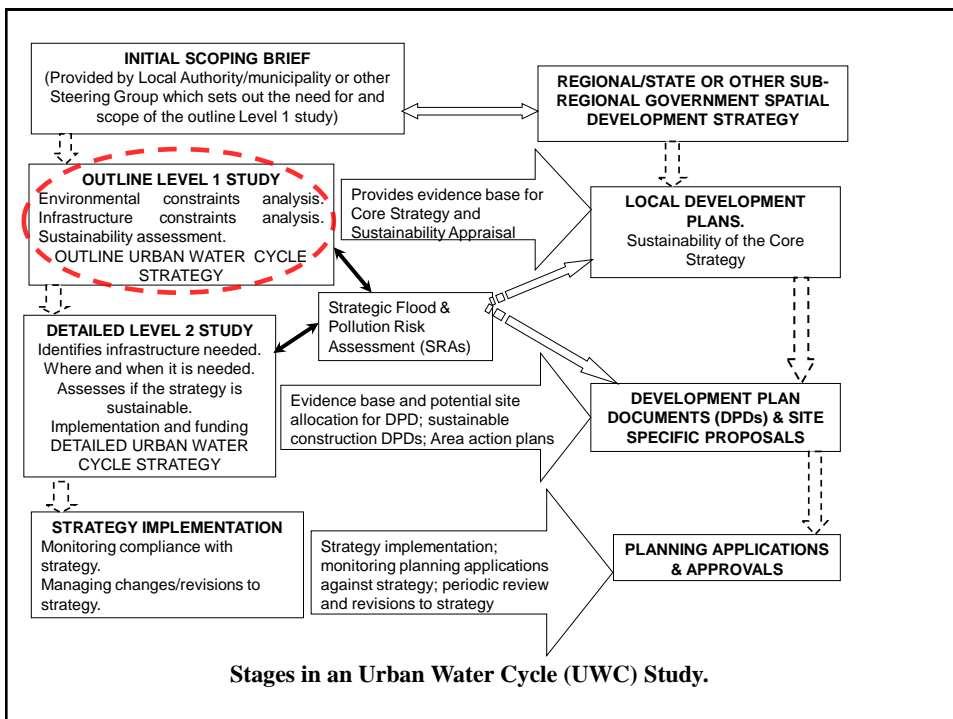 INITIAL SCOPING BRIEF
(Provided by Local Authority/municipality or other
Steering Group which sets out the need for and
scope of the outline Level 1 study)
REGIONAL/STATE OR OTHER SUB-
REGIONAL GOVERNMENT SPATIAL
DEVELOPMENT STRATEGY
OUTLINE LEVEL 1 STUDY
Environmental constraints analysis.
Infrastructure constraints analysis.
Sustainability assessment.
OUTLINE URBAN WATER CYCLE
STRATEGY
Provides evidence base for
Core Strategy and
Sustainability Appraisal
LOCAL DEVELOPMENT
PLANS.
Sustainability of the Core
Strategy
Strategic Flood &
Pollution Risk
Assessment (SRAs)
DETAILED LEVEL 2 STUDY
Identifies infrastructure needed.
Where and when it is needed.
Assesses if the strategy is
sustainable.
Implementation and funding
DETAILED URBAN WATER
CYCLE STRATEGY
Evidence base and potential site
allocation for DPD; sustainable
construction DPDs; Area action plans
DEVELOPMENT PLAN
DOCUMENTS (DPDs) & SITE
SPECIFIC PROPOSALS
STRATEGY IMPLEMENTATION
Monitoring compliance with
strategy.
Managing changes/revisions to
strategy.
Strategy implementation;
monitoring planning applications
against strategy; periodic review
and revisions to strategy
PLANNING APPLICATIONS
& APPROVALS
Stages in an Urban Water Cycle (UWC) Study.